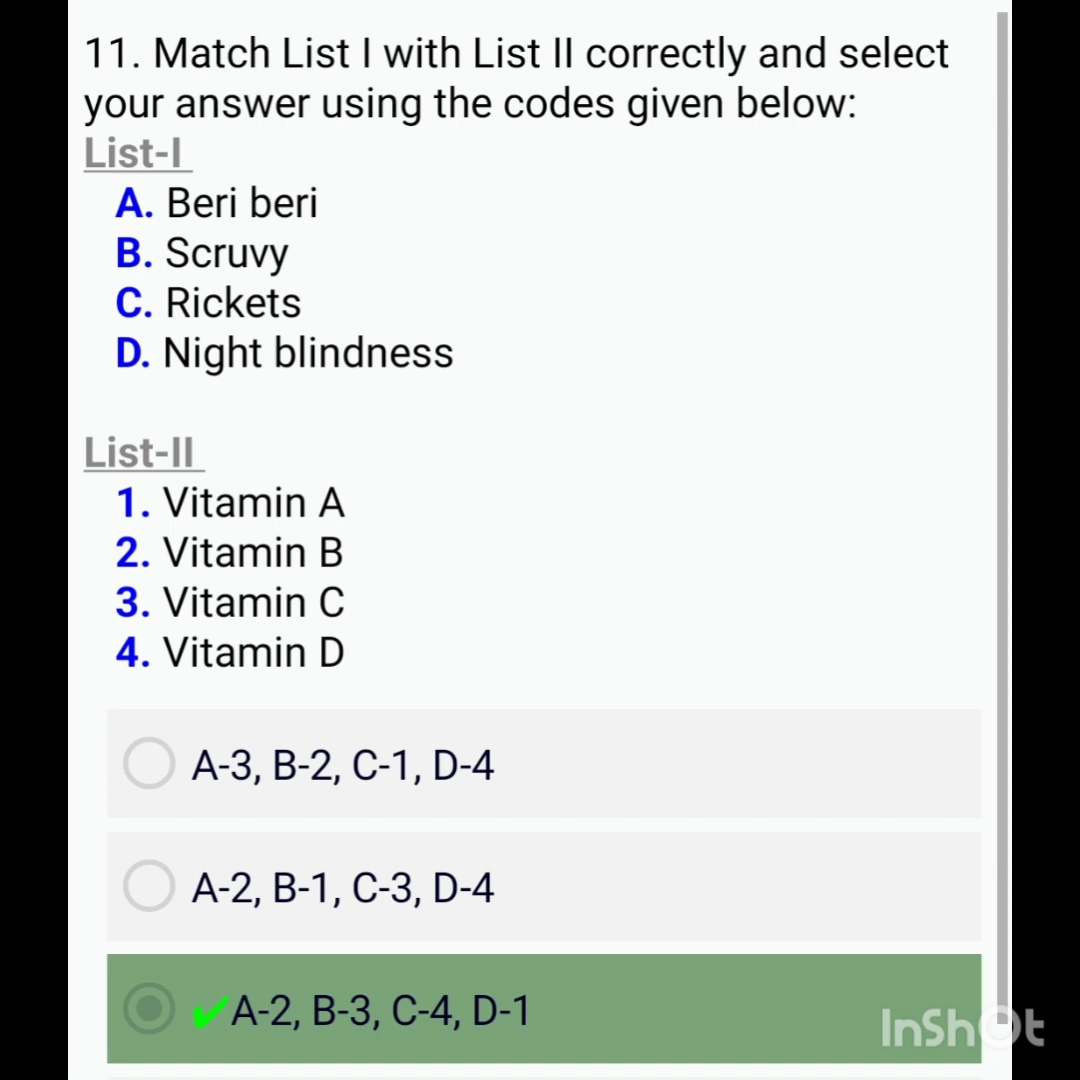 11. Match List I with List II correctly and select
your answer using the codes given below:
List-I
A. Beri beri
B. Scruvy
C. Rickets
D. Night blindness
List-II
1. Vitamin A
2. Vitamin B
3. Vitamin C
4. Vitamin D
A-3, B-2, C-1, D-4
A-2, B-1, C-3, D-4
✔A-2, B-3, C-4, D-1
InShOt